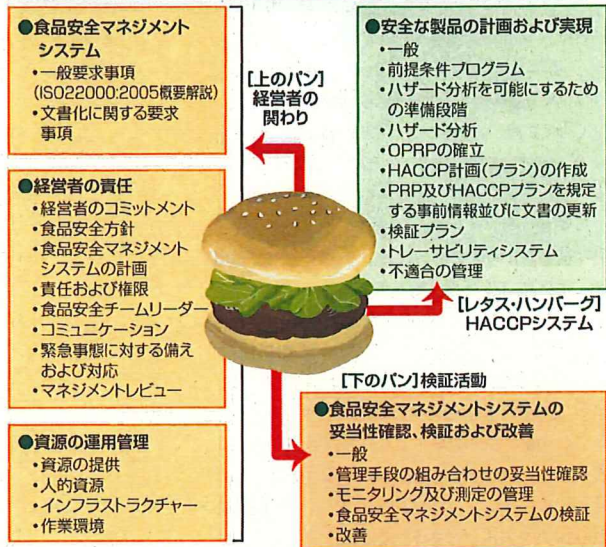 ●食品安全マネジメント
システム
・一般要求事項
(ISO22000:2005概要解説)
・文書化に関する要求
事項
●経営者の責任
・経営者のコミットメント
・食品安全方針
・食品安全マネジメント
システムの計画
・責任および権限
・食品安全チームリーダー
・コミュニケーション
・緊急事態に対する備え
および対応
・マネジメントレビュー
●資源の運用管理
・資源の提供
・人的資源
・インフラストラクチャー
・作業環境
[上のパン]
経営者の
関わり
●安全な製品の計画および実現
・一般
・前提条件プログラム
・ハザード分析を可能にするため
の準備段階
・ハザード分析
・OPRPの確立
・HACCP計画(プラン)の作成
・PRP及びHACCPプランを規定
する事前情報並びに文書の更新
・検証プラン
・トレーサビリティシステム
・不適合の管理
[レタス・ハンバーグ]
HACCPシステム
[下のパン]検証活動
●食品安全マネジメントシステムの
妥当性確認、検証および改善
・一般
・管理手段の組み合わせの妥当性確認
・モニタリング及び測定の管理
・食品安全マネジメントシステムの検証
・改善